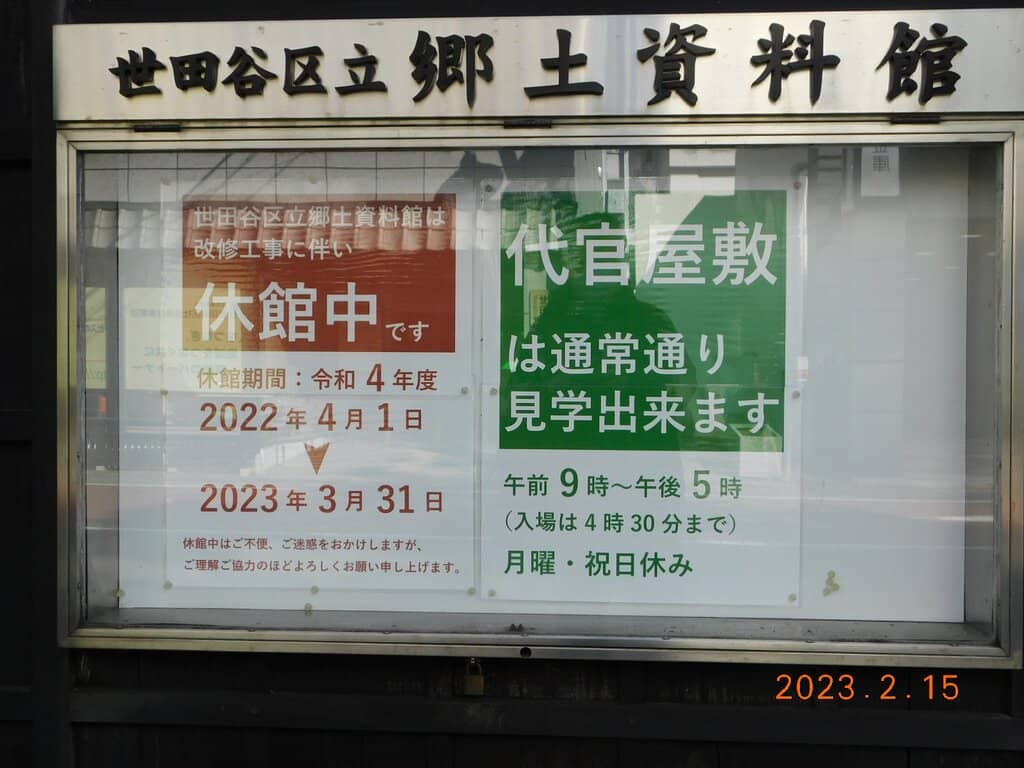 世田谷区立郷土資料館
世田谷区立郷土資料館は
改修工事に伴い
休館中です
休館期間：令和4年度
2022年4月1日
2023年3月31日
休館中はご不便、ご迷惑をおかけしますが、
ご理解ご協力のほどよろしくお願い申し上げます。
代官屋敷
は通常通り
見学出来ます
午前9時～午後5時
（入場は4時30分まで）
月曜・祝日休み
2023.2.15